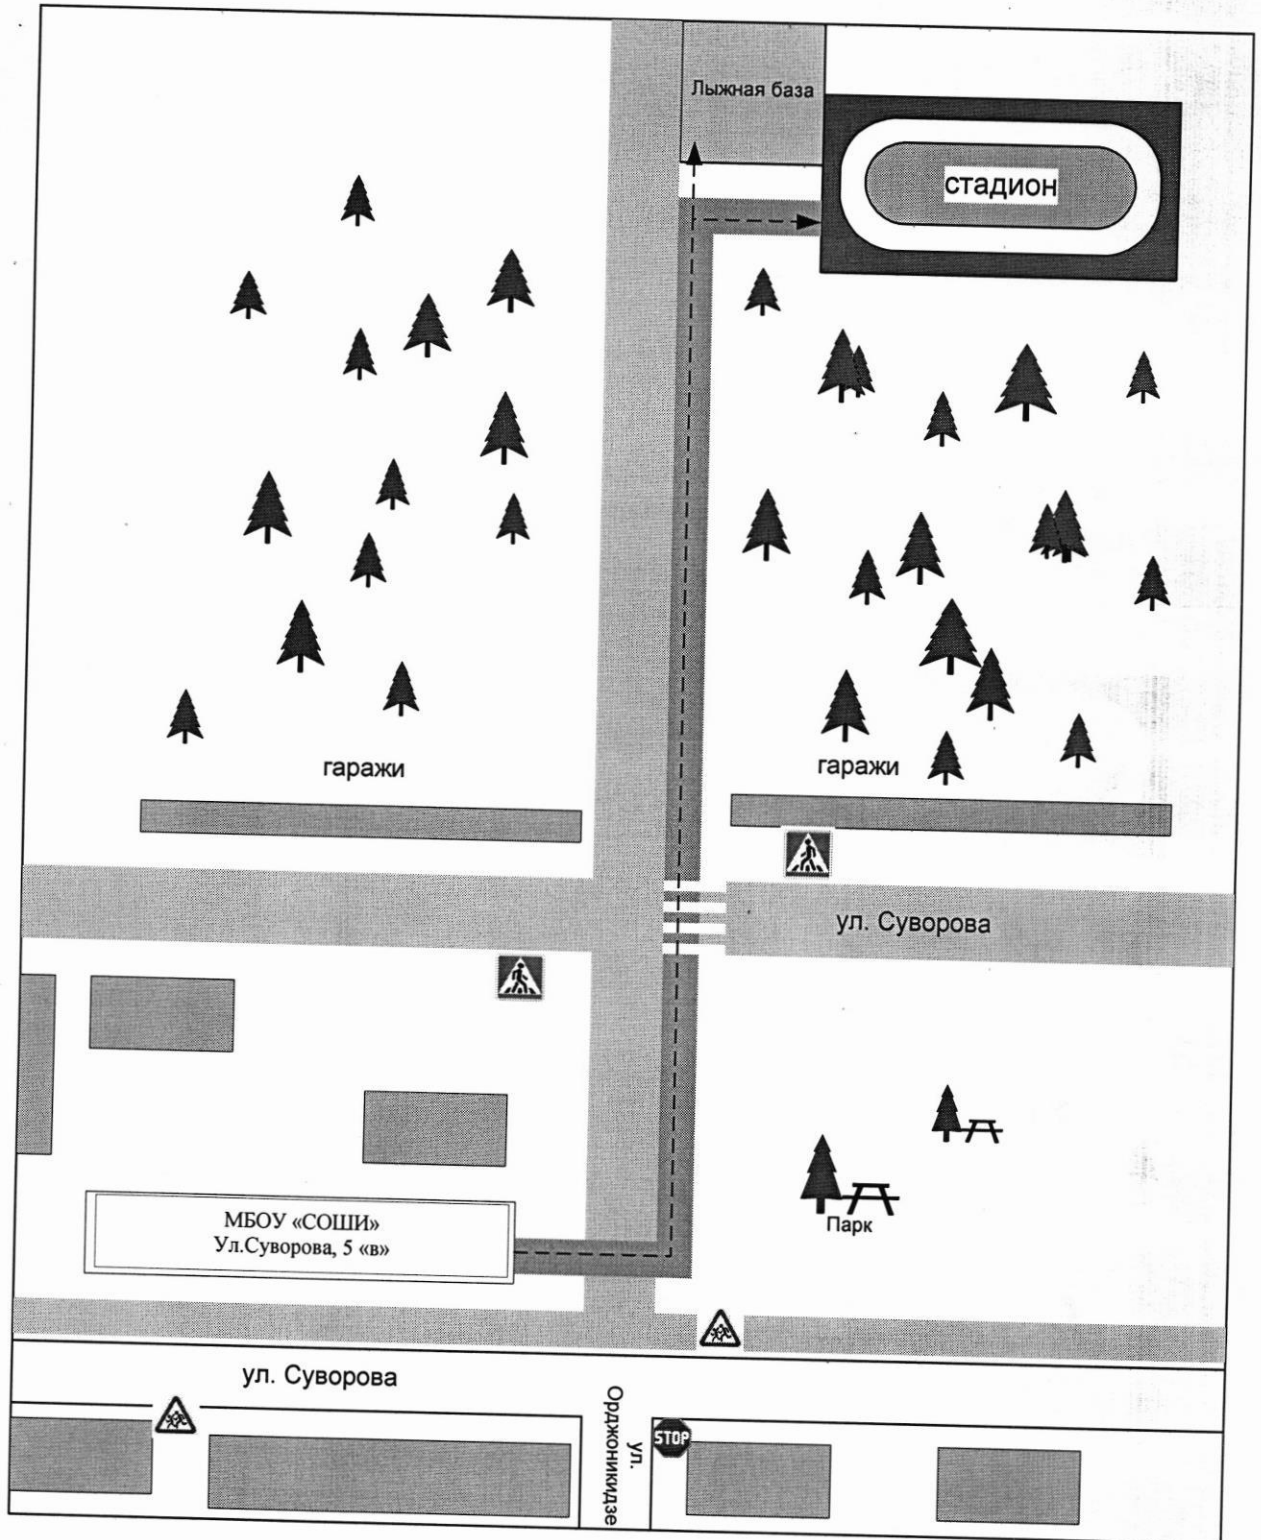 Лыжная база
стадион
гаражи
гаражи
ул. Суворова
МБОУ «СОШИ»
Ул.Суворова, 5 «в»
Парк
ул. Суворова
ул.
Орджоникидзе
STOP